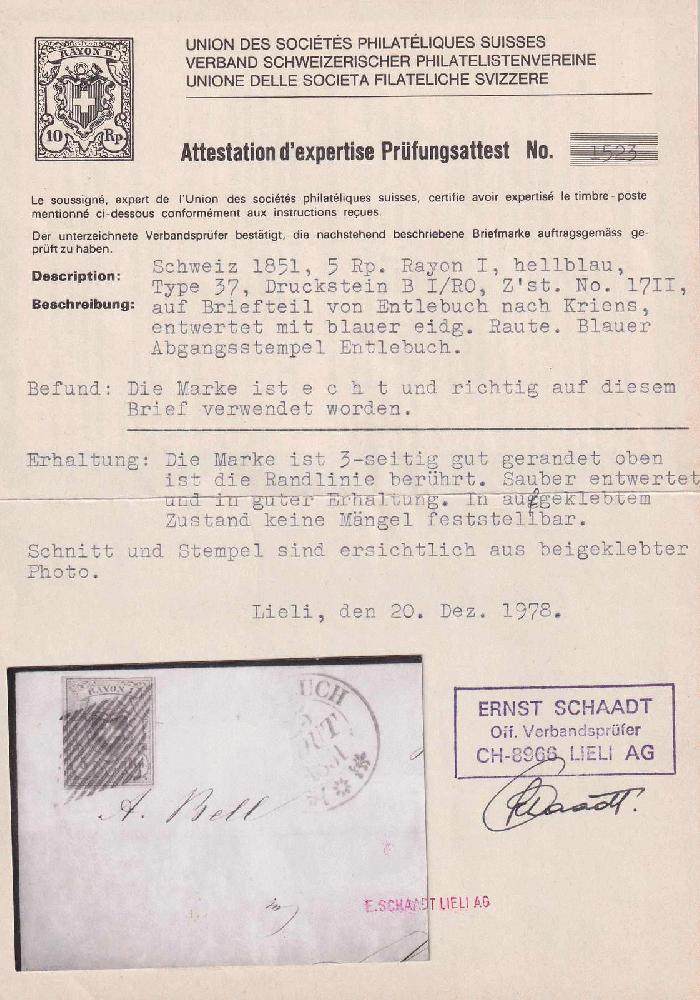 RAYON II.
10 Rp.
UNION DES SOCIÉTÉS PHILATÉLIQUES SUISSES
VERBAND SCHWEIZERISCHER PHILATELISTENVEREINE
UNIONE DELLE SOCIETA FILATELICHE SVIZZERE
Attestation d'expertise Prüfungsattest No. 1523
Le soussigné, expert de l'Union des sociétés philatéliques suisses, certifie avoir expertisé le timbre-poste
mentionné ci-dessous conformément aux instructions reçues.
Der unterzeichnete Verbandsprüfer bestätigt, die nachstehend beschriebene Briefmarke auftragsgemäss ge-
prüft zu haben.
Description: Schweiz 1851, 5 Rp. Rayon I, hellblau,
Beschreibung: Type 37, Druckstein B I/RO, Z'st. No. 17II,
auf Briefteil von Entlebuch nach Kriens,
entwertet mit blauer eidg. Raute. Blauer
Abgangsstempel Entlebuch.
Befund: Die Marke ist e c h t und richtig auf diesem
Brief verwendet worden.
Erhaltung: Die Marke ist 3-seitig gut gerandet oben
ist die Randlinie berührt. Sauber entwertet
und in guter Erhaltung. In aufgeklebtem
Zustand keine Mängel feststellbar.
Schnitt und Stempel sind ersichtlich aus beigeklebter
Photo.
Lieli, den 20. Dez. 1978.
RAYON I.
UCH
OUT
1851
A. Bell
ERNST SCHAADT
Off. Verbandsprüfer
CH-8966 LIELI AG
Schaadt.
E.SCHAADT LIELI AG